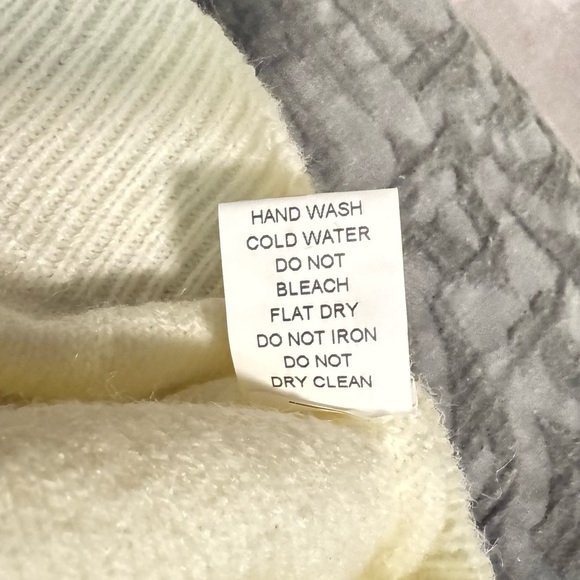 HAND WASH
COLD WATER
DO NOT
BLEACH
FLAT DRY
DO NOT IRON
DO NOT
DRY CLEAN